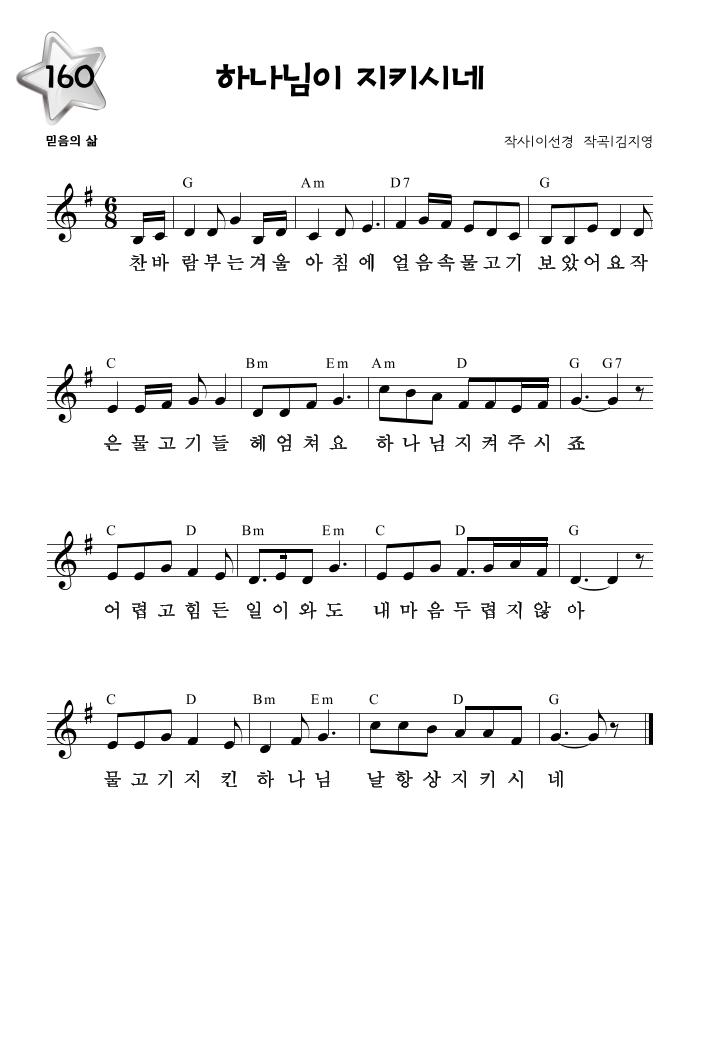 160
하나님이 지키시네
믿음의 삶
작사|이선경 작곡|김지영
G Am D7 G
6
8
찬바 람부는겨울 아 침 에 얼음속물고기 보았어요작
C Bm Em Am D G G7
은 물 고 기 들 헤 엄 쳐 요 하 나 님 지 켜 주 시 죠
C D Bm Em C D G
어 렵 고 힘 든 일 이 와 도 내 마 음 두 렵 지 않 아
C D Bm Em C D G
물 고 기 지 킨 하 나 님 날 항 상 지 키 시 네